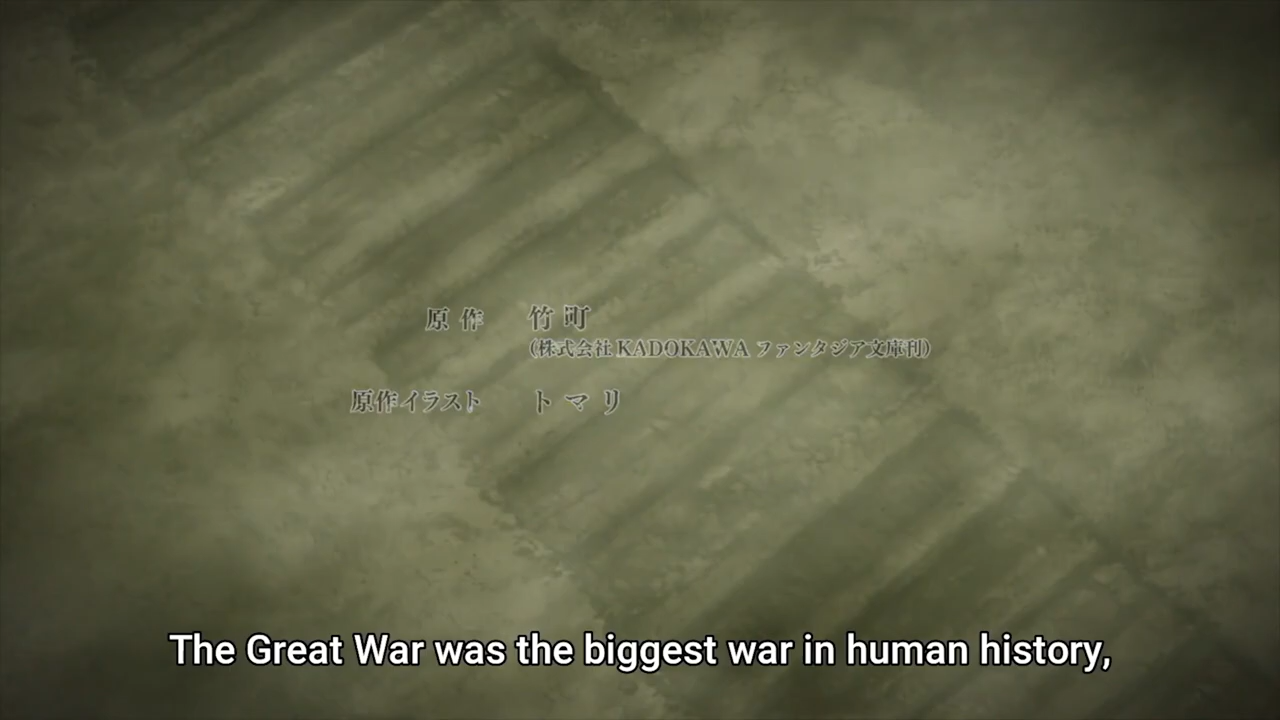 原作 竹町
(株式会社KADOKAWA ファンタジア文庫刊)
原作イラスト トマリ
The Great War was the biggest war in human history,